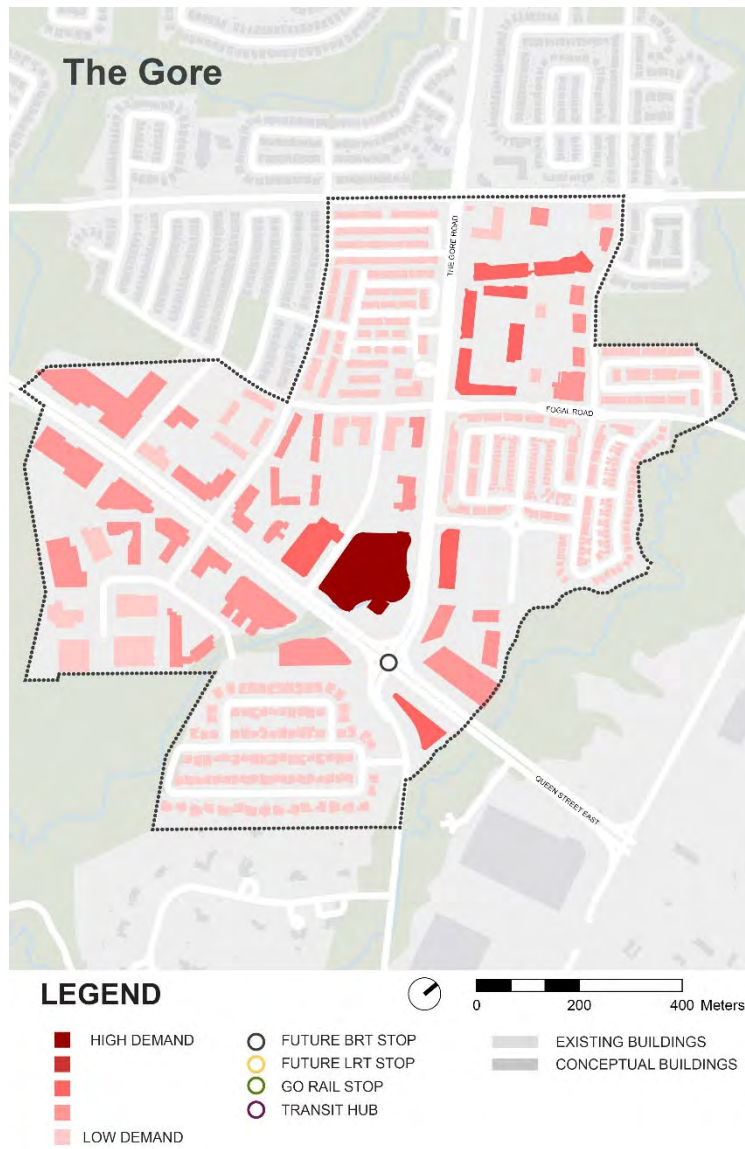 The Gore
THE GORE ROAD
FOGAL ROAD
QUEEN STREET EAST
LEGEND
HIGH DEMAND
LOW DEMAND
FUTURE BRT STOP
FUTURE LRT STOP
GO RAIL STOP
TRANSIT HUB
0 200 400 Meters
EXISTING BUILDINGS
CONCEPTUAL BUILDINGS